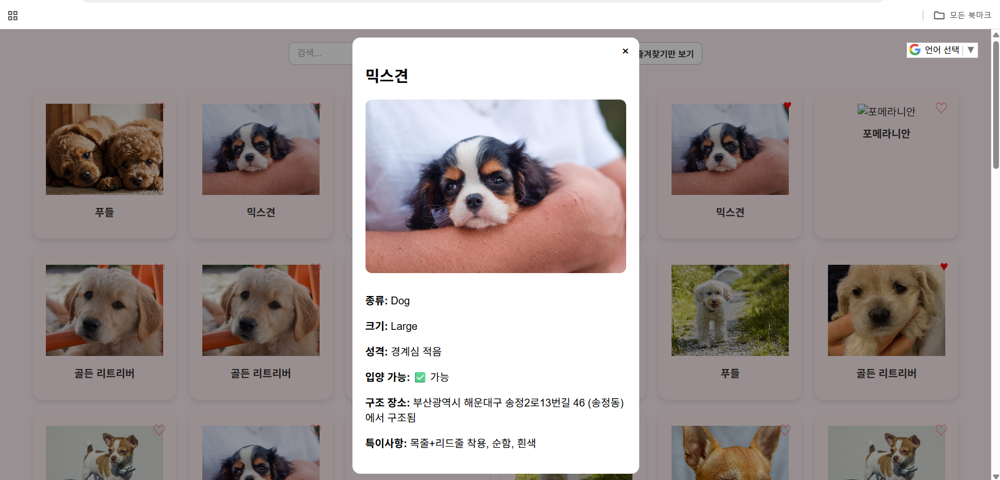 모든 북마크
검색...
즐겨찾기만 보기
언어 선택 ▼
×
믹스견
종류: Dog
크기: Large
성격: 경계심 적음
입양 가능: ✅ 가능
구조 장소: 부산광역시 해운대구 송정2로13번길 46 (송정동)
에서 구조됨
특이사항: 목줄+리드줄 착용, 순함, 흰색
푸들
믹스견
믹스견
포메라니안
포메라니안
골든 리트리버
골든 리트리버
푸들
골든 리트리버